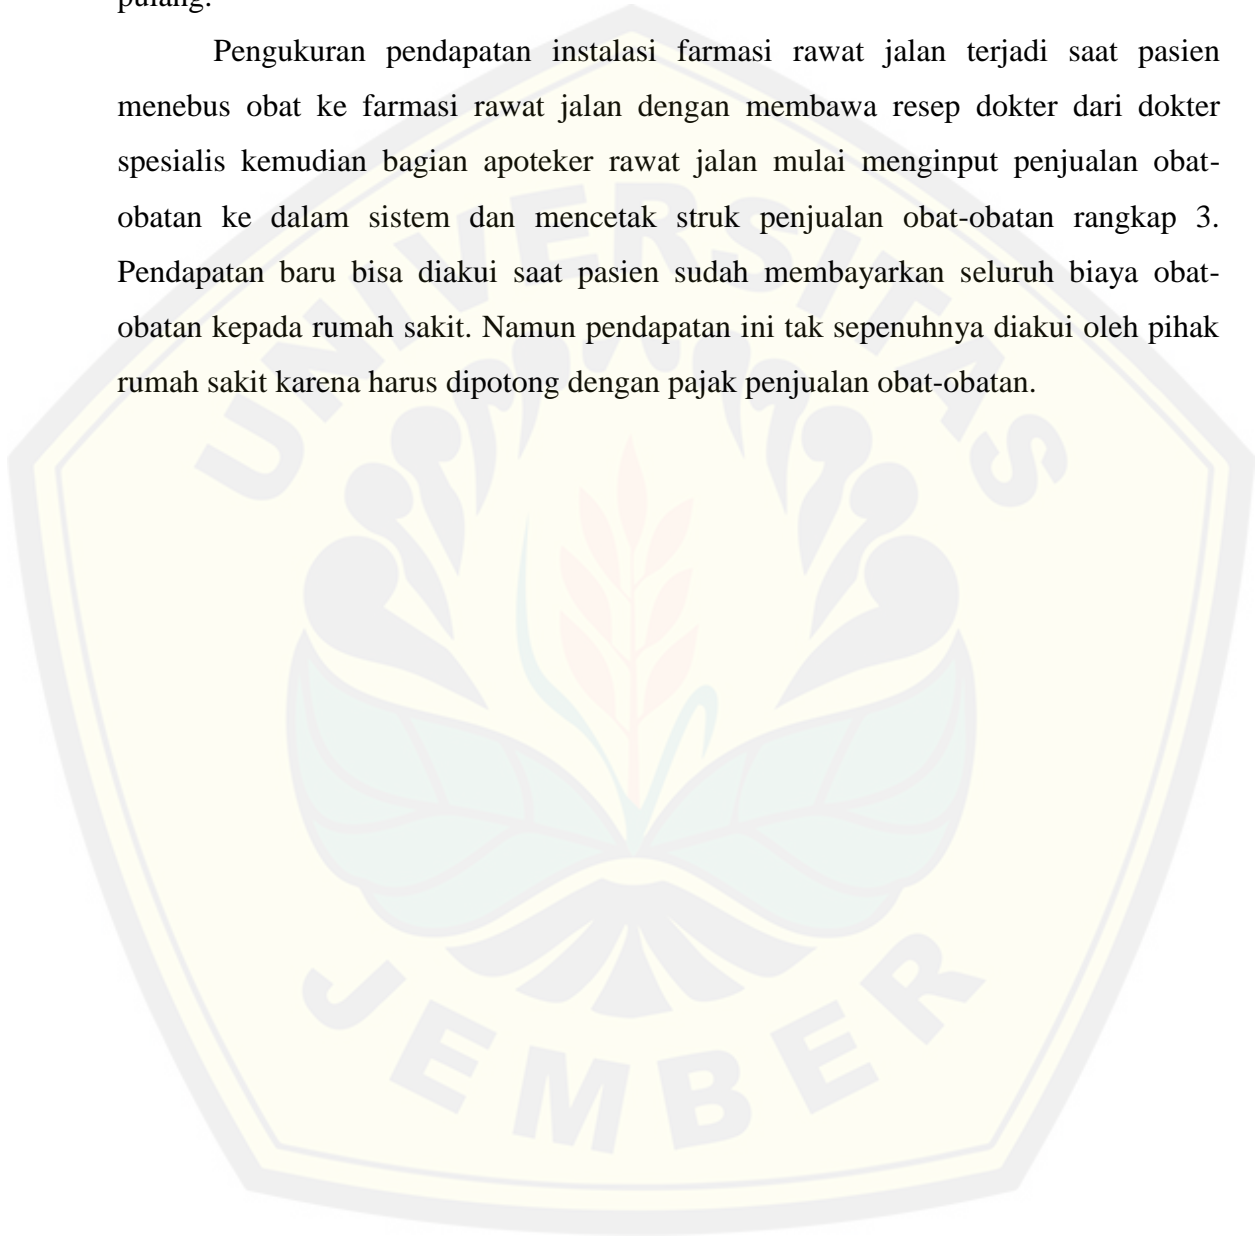 pulang.
Pengukuran pendapatan instalasi farmasi rawat jalan terjadi saat pasien
menebus obat ke farmasi rawat jalan dengan membawa resep dokter dari dokter
spesialis kemudian bagian apoteker rawat jalan mulai menginput penjualan obat-
obatan ke dalam sistem dan mencetak struk penjualan obat-obatan rangkap 3.
Pendapatan baru bisa diakui saat pasien sudah membayarkan seluruh biaya obat-
obatan kepada rumah sakit. Namun pendapatan ini tak sepenuhnya diakui oleh pihak
rumah sakit karena harus dipotong dengan pajak penjualan obat-obatan.
UNIVERSITAS
JEMBER